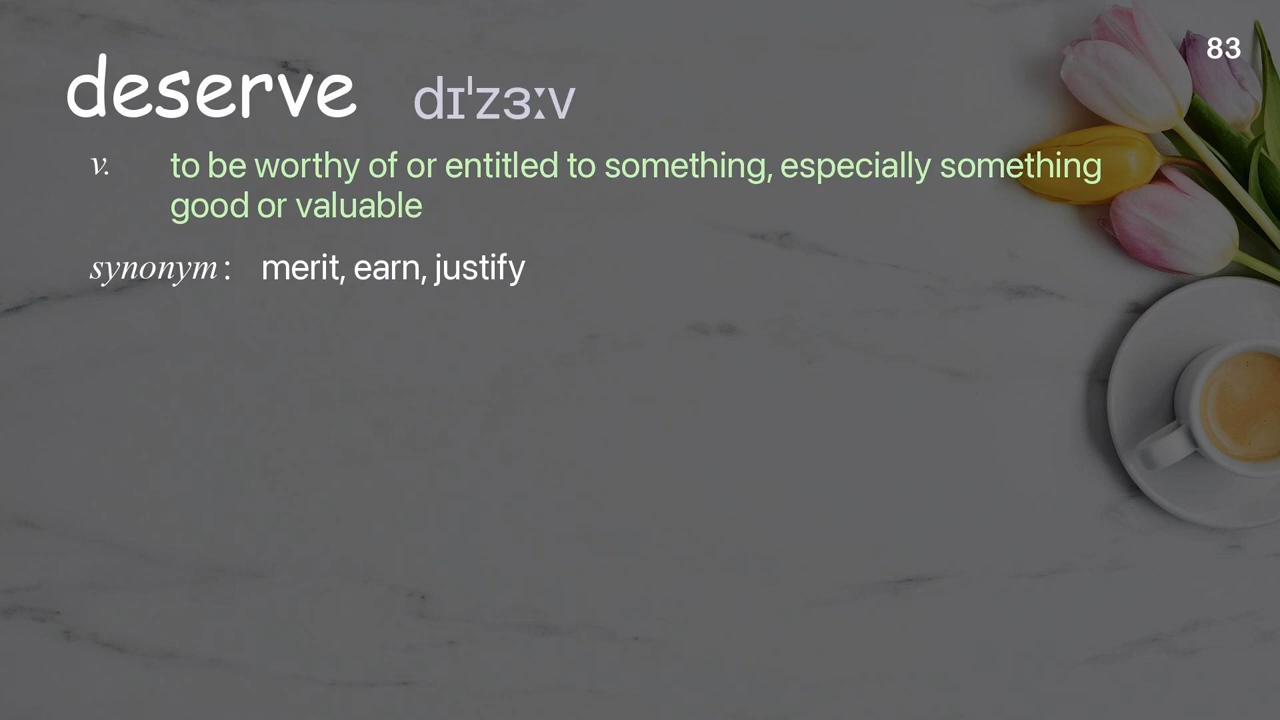 83
deserve dɪˈzɜːv
v. to be worthy of or entitled to something, especially something
good or valuable
synonym: merit, earn, justify